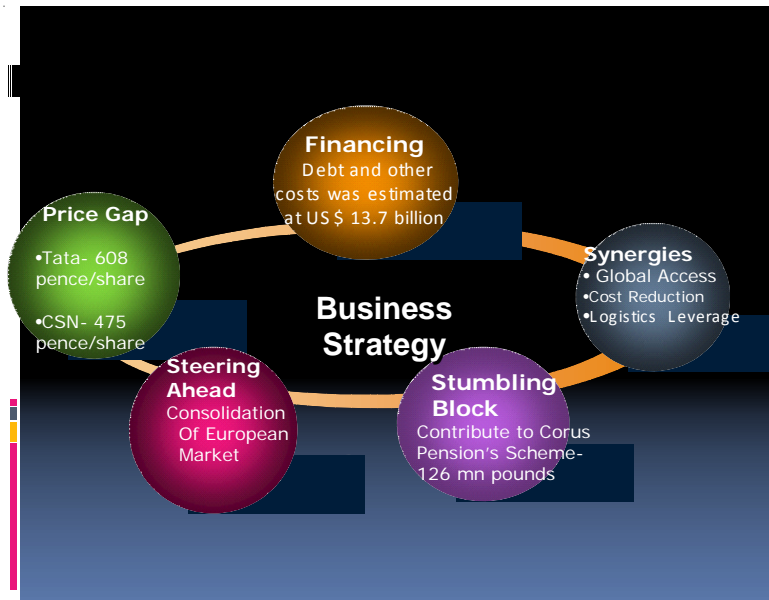 Financing
Debt and other
costs was estimated
at US $ 13.7 billion
Price Gap
•Tata- 608
pence/share
•CSN- 475
pence/share
Synergies
• Global Access
•Cost Reduction
•Logistics Leverage
Business
Strategy
Steering
Ahead
Consolidation
Of European
Market
Stumbling
Block
Contribute to Corus
Pension's Scheme-
126 mn pounds